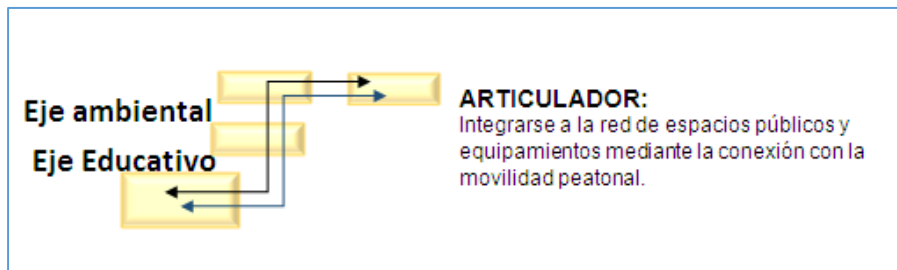 Eje ambiental
Eje Educativo
ARTICULADOR:
Integrarse a la red de espacios públicos y
equipamientos mediante la conexión con la
movilidad peatonal.